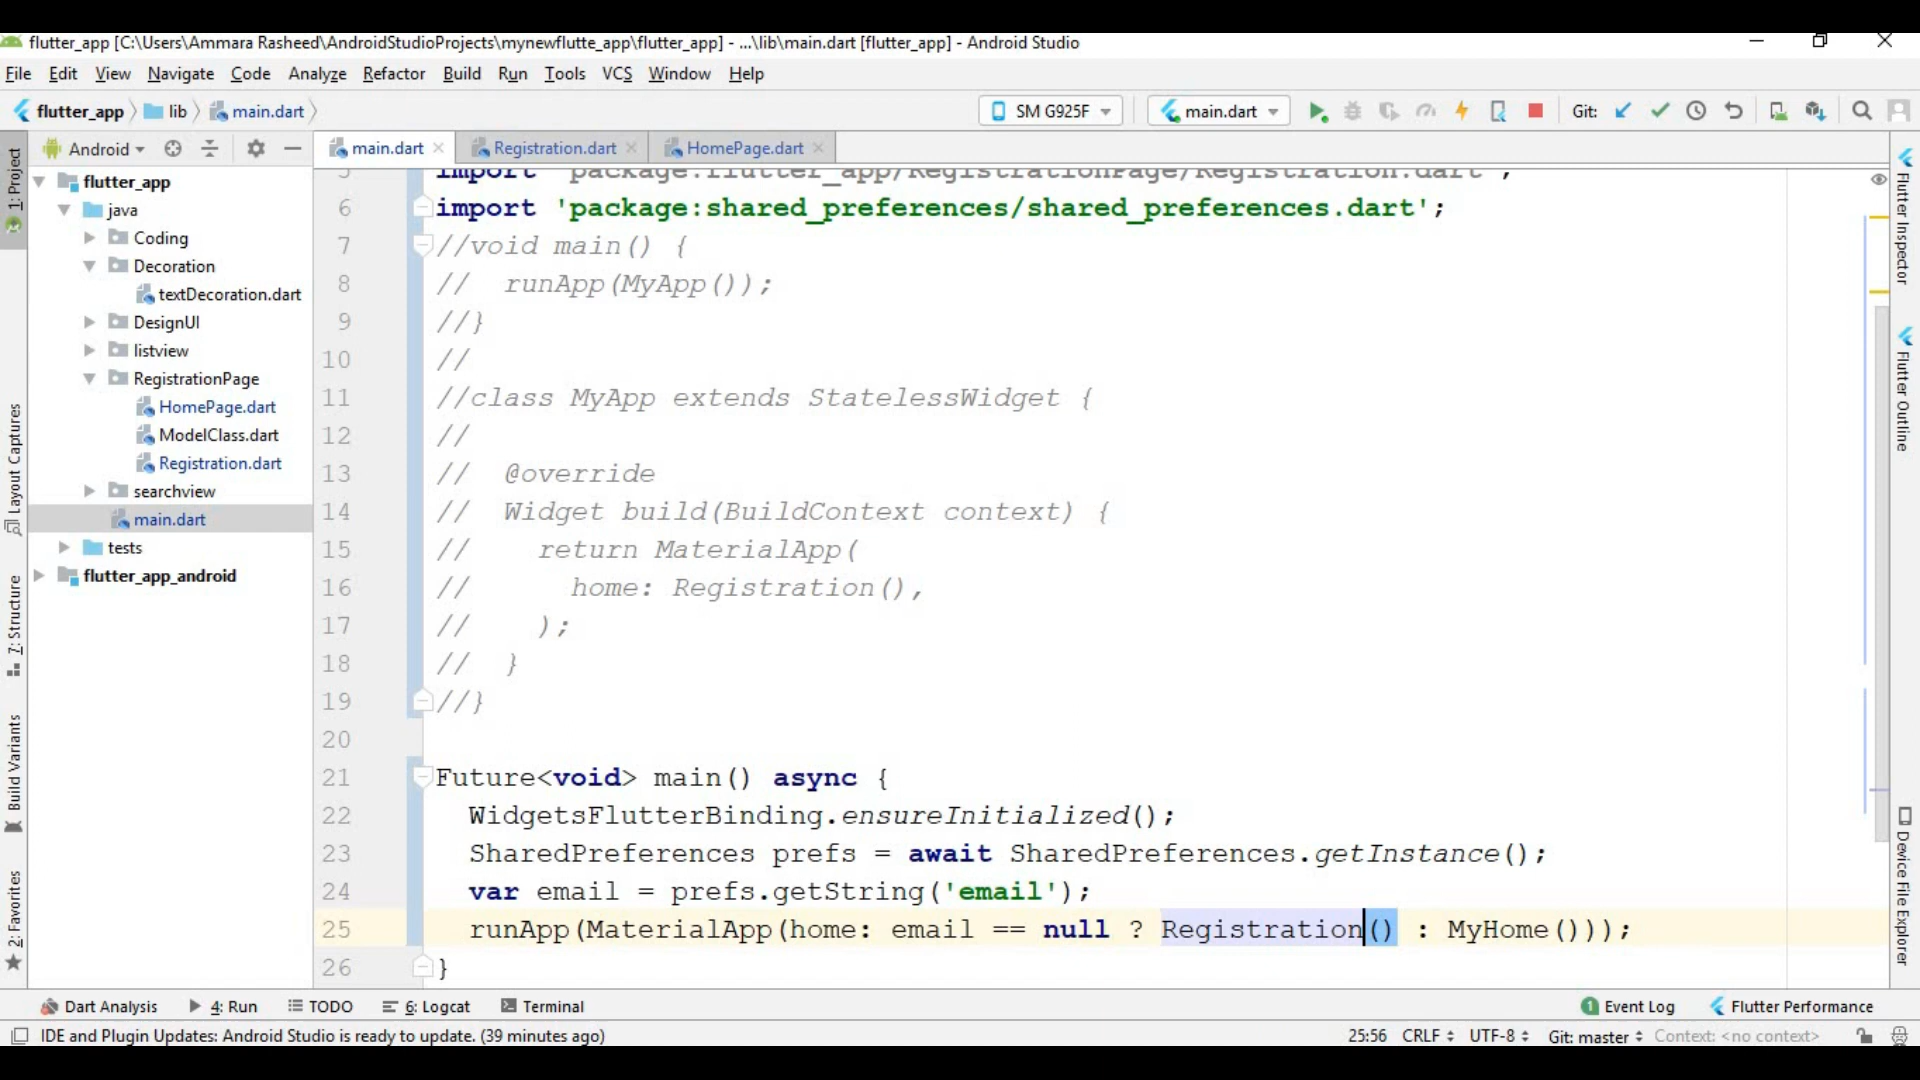 flutter_app [C:\Users\Ammara Rasheed\AndroidStudioProjects\mynewflutte_app\flutter_app] - ...\lib\main.dart [flutter_app] - Android Studio
File Edit View Navigate Code Analyze Refactor Build Run Tools VCS Window Help
flutter_app lib main.dart SM G925F main.dart Git:
Android main.dart Registration.dart HomePage.dart
1: Project
Layout Captures
7: Structure
Build Variants
2: Favorites
flutter_app
java
Coding
Decoration
textDecoration.dart
DesignUI
listview
RegistrationPage
HomePage.dart
ModelClass.dart
Registration.dart
searchview
main.dart
tests
flutter_app_android
5 import 'package:flutter_app/RegistrationPage/Registration.dart';
6 import 'package:shared_preferences/shared_preferences.dart';
7 //void main() {
8 //  runApp(MyApp());
9 //}
10 //
11 //class MyApp extends StatelessWidget {
12 //
13 //  @override
14 //  Widget build(BuildContext context) {
15 //    return MaterialApp(
16 //      home: Registration(),
17 //    );
18 //  }
19 //}
20
21 Future<void> main() async {
22   WidgetsFlutterBinding.ensureInitialized();
23   SharedPreferences prefs = await SharedPreferences.getInstance();
24   var email = prefs.getString('email');
25   runApp(MaterialApp(home: email == null ? Registration() : MyHome()));
26 }
Flutter Inspector
Flutter Outline
Device File Explorer
Dart Analysis 4: Run TODO 6: Logcat Terminal 1 Event Log Flutter Performance
IDE and Plugin Updates: Android Studio is ready to update. (39 minutes ago) 25:56 CRLF UTF-8 Git: master Context: <no context>